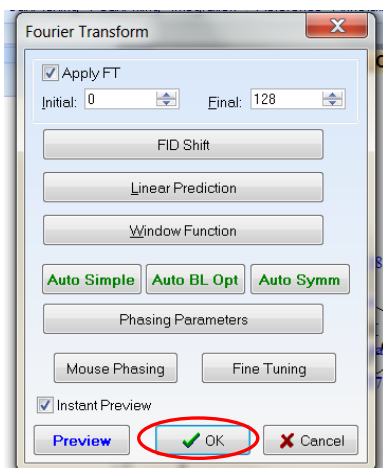 Fourier Transform
Apply FT
Initial: 0 Final: 128
FID Shift
Linear Prediction
Window Function
Auto Simple Auto BL Opt Auto Symm
Phasing Parameters
Mouse Phasing Fine Tuning
Instant Preview
Preview OK Cancel